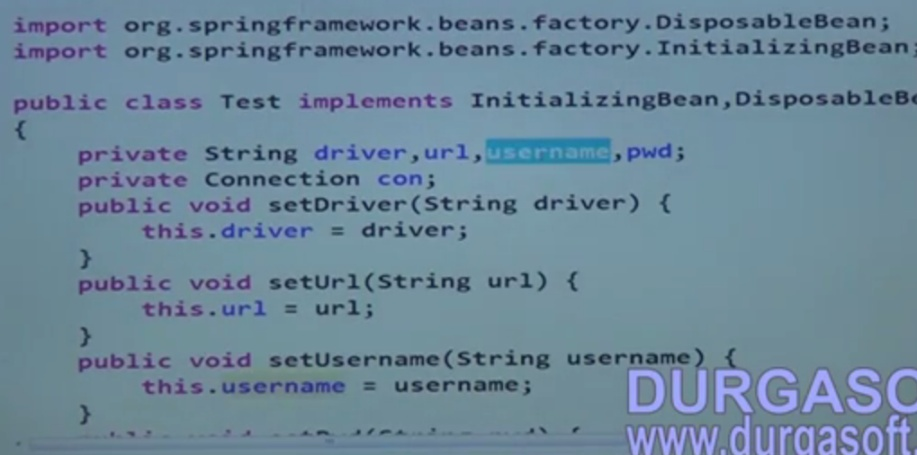 import org.springframework.beans.factory.DisposableBean;
import org.springframework.beans.factory.InitializingBean;
public class Test implements InitializingBean,DisposableBe
{
private String driver,url,username,pwd;
private Connection con;
public void setDriver(String driver) {
this.driver = driver;
}
public void setUrl(String url) {
this.url = url;
}
public void setUsername(String username) {
this.username = username;
}
DURGASO
www.durgasoft.